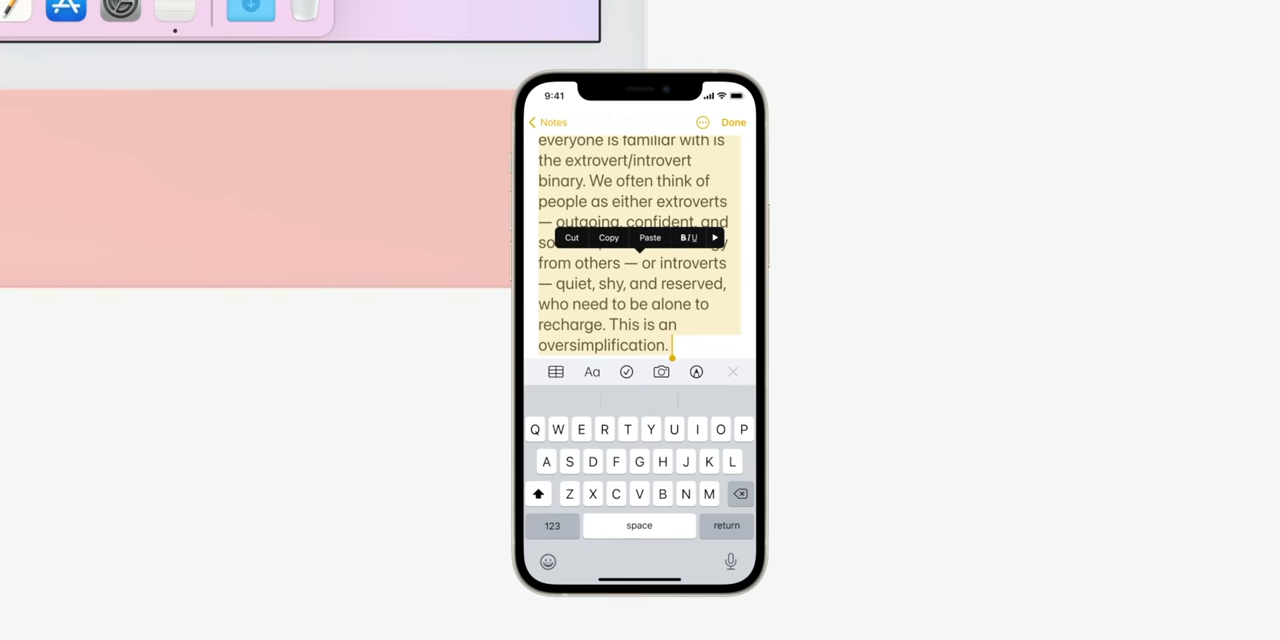 9:41
Notes
Done
everyone is familiar with is
the extrovert/introvert
binary. We often think of
people as either extroverts
— outgoing, confident, and
Cut Copy Paste BIU
from others — or introverts
— quiet, shy, and reserved,
who need to be alone to
recharge. This is an
oversimplification.
Aa
Q W E R T Y U I O P
A S D F G H J K L
Z X C V B N M
123 space return